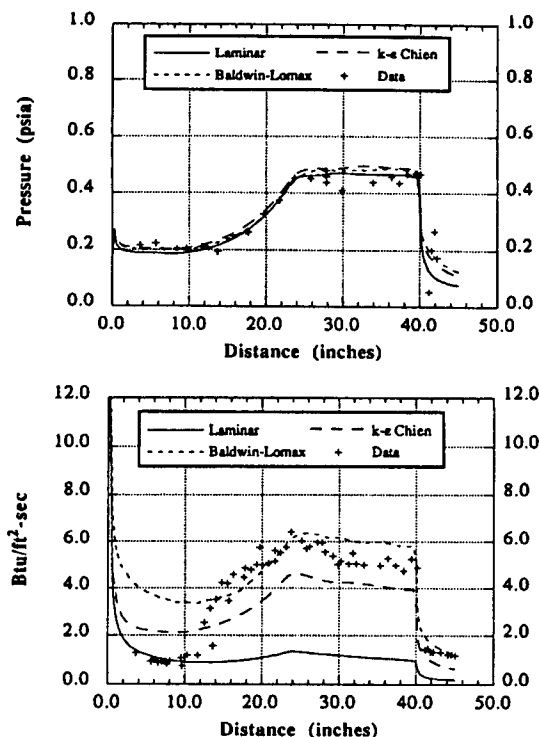 1.0 1.0
Laminar k-ε Chien
Baldwin-Lomax Data
0.8 0.8
0.6 0.6
0.4 0.4
0.2 0.2
0.0 0.0
Pressure (psia)
0.0 10.0 20.0 30.0 40.0 50.0
Distance (inches)
12.0 12.0
Laminar k-ε Chien
Baldwin-Lomax Data
10.0 10.0
8.0 8.0
6.0 6.0
4.0 4.0
2.0 2.0
0.0 0.0
Btu/ft²-sec
0.0 10.0 20.0 30.0 40.0 50.0
Distance (inches)